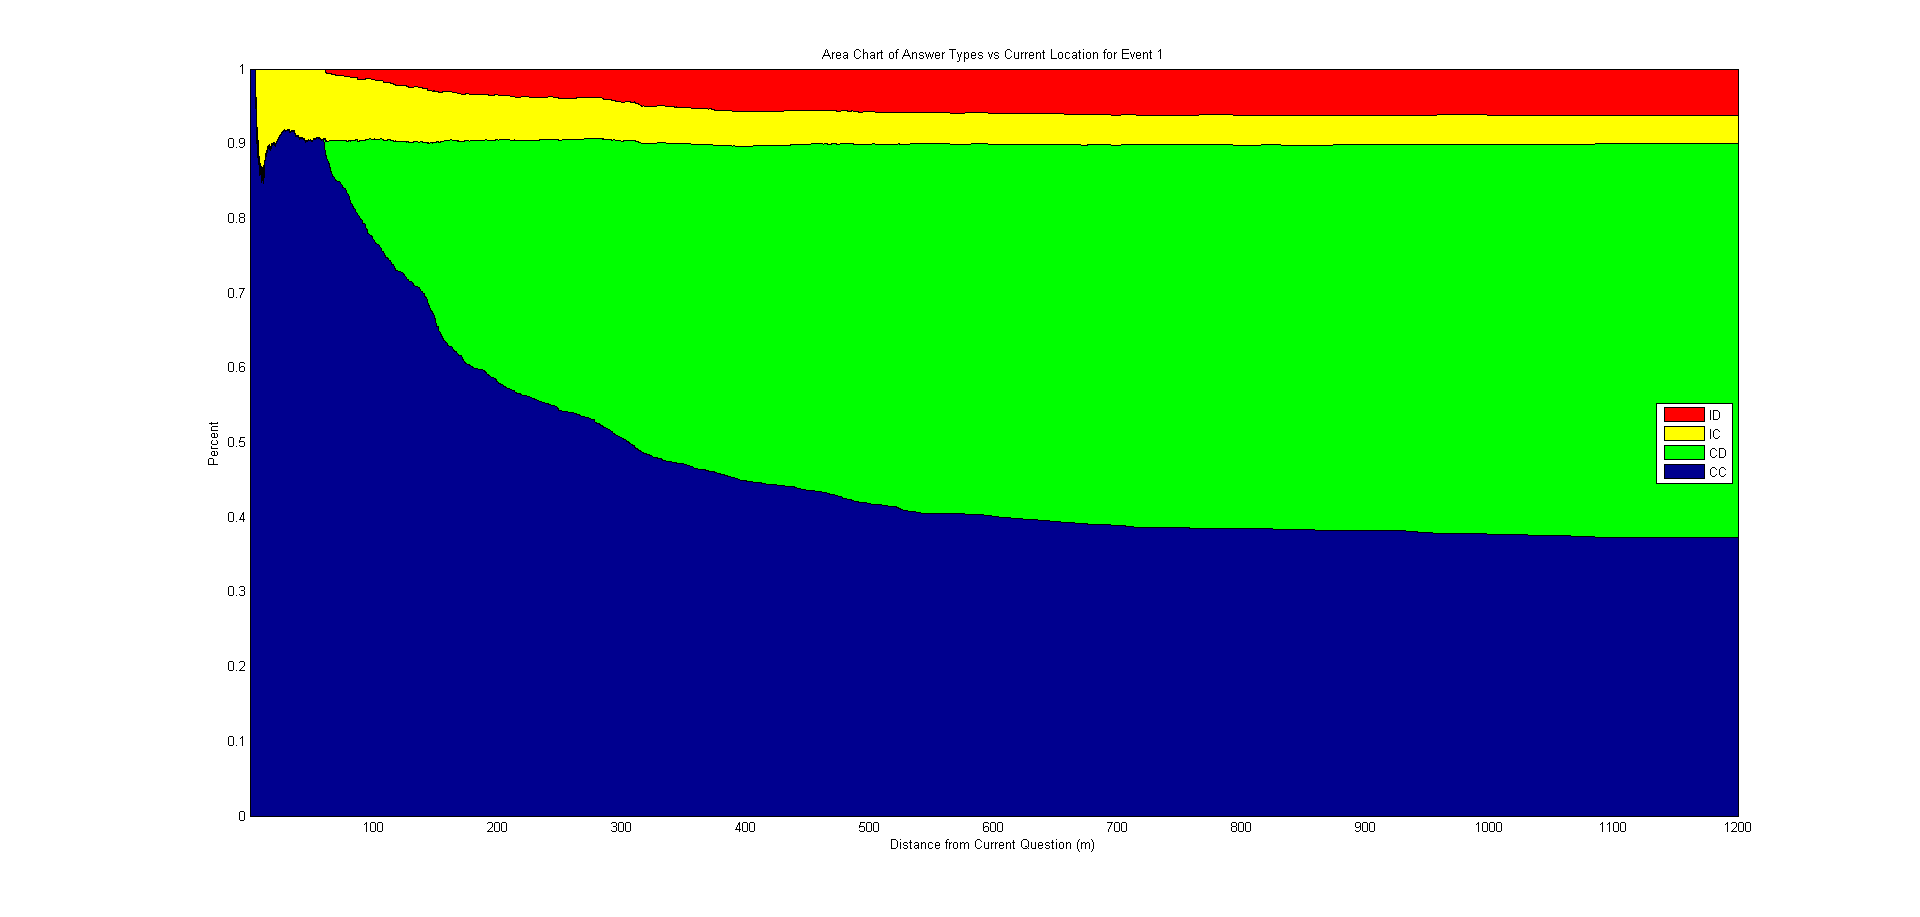 Area Chart of Answer Types vs Current Location for Event 1
1
0.9
0.8
0.7
0.6
0.5
0.4
0.3
0.2
0.1
0
Percent
ID
IC
CD
CC
100 200 300 400 500 600 700 800 900 1000 1100 1200
Distance from Current Question (m)